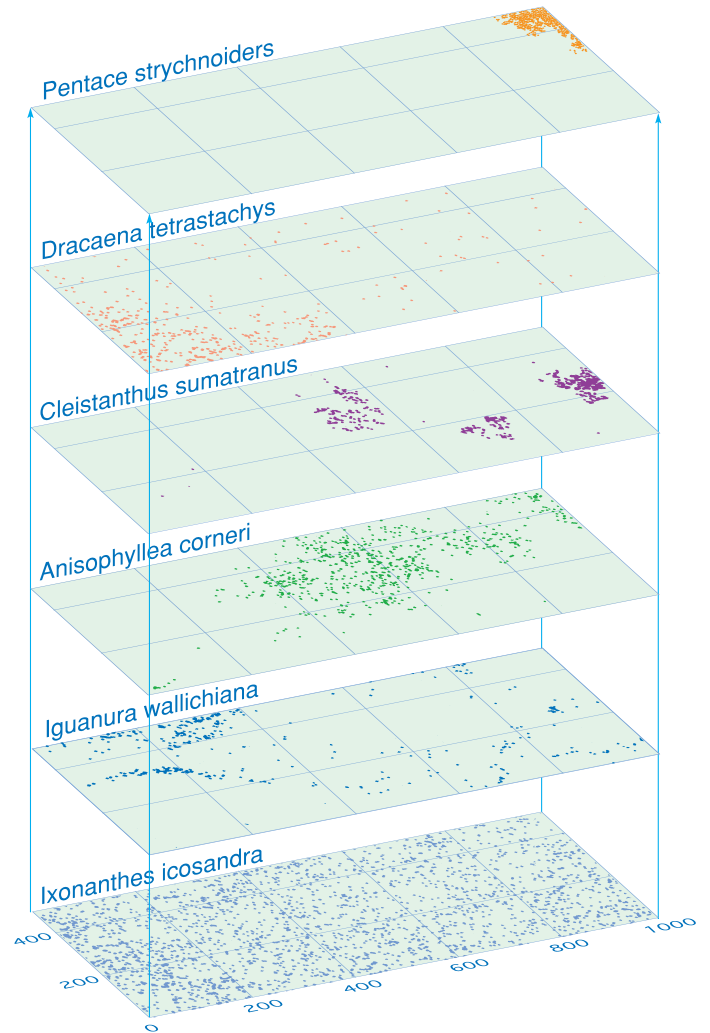 Pentace strychnoiders
Dracaena tetrastachys
Cleistanthus sumatranus
Anisophyllea corneri
Iguanura wallichiana
Ixonanthes icosandra
400
200
0
200
400
600
800
1000